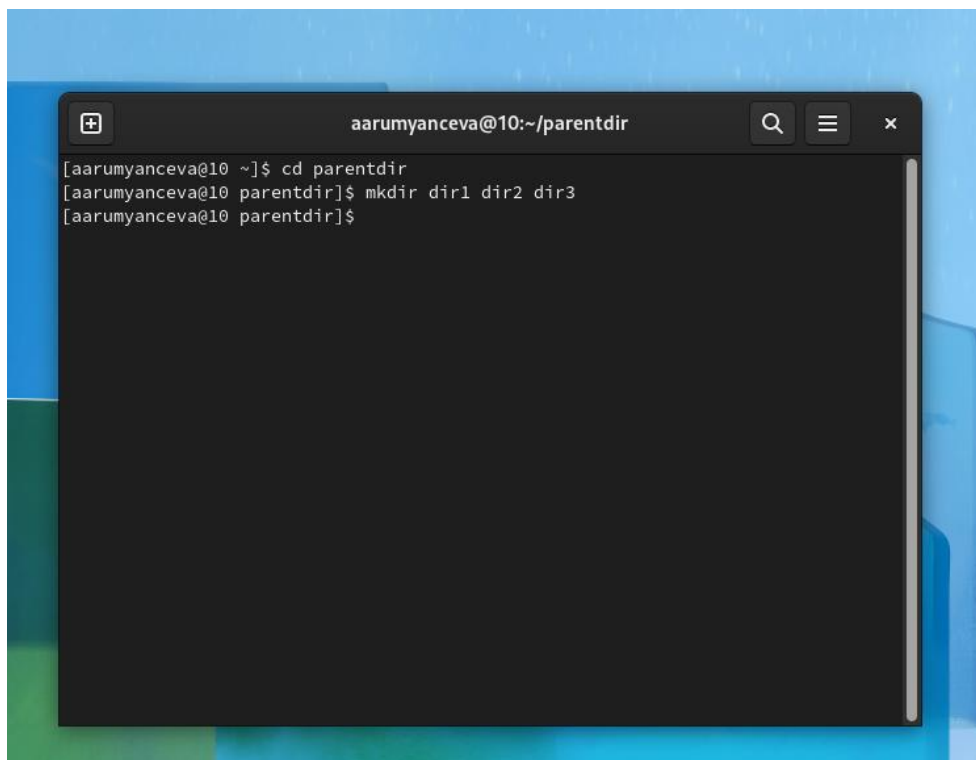 aarumyanceva@10:~/parentdir
[aarumyanceva@10 ~]$ cd parentdir
[aarumyanceva@10 parentdir]$ mkdir dir1 dir2 dir3
[aarumyanceva@10 parentdir]$